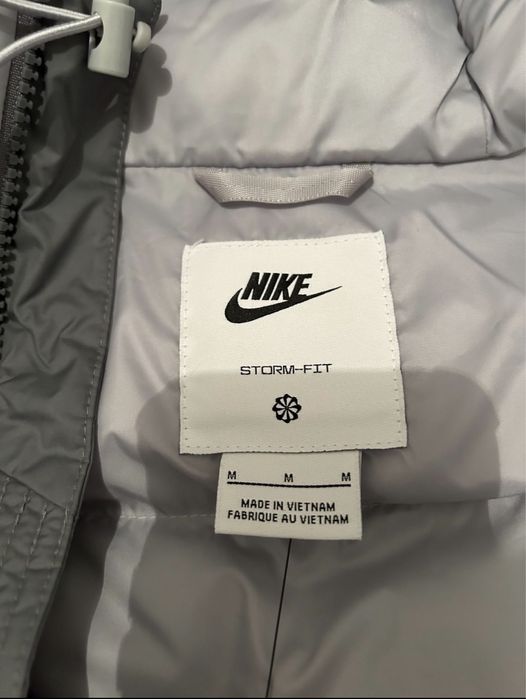 NIKE
STORM-FIT
M M M
MADE IN VIETNAM
FABRIQUE AU VIETNAM